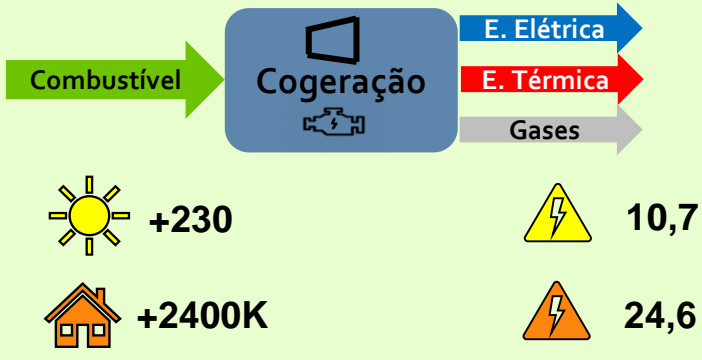 E. Elétrica
Combustível
Cogeração
E. Térmica
Gases
+230
10,7
+2400K
24,6